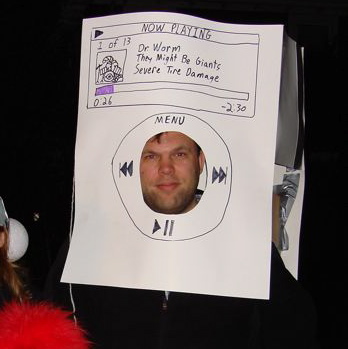 NOW PLAYING
1 of 13
Dr. Worm
They Might Be Giants
Severe Tire Damage
0:26
-2:30
MENU